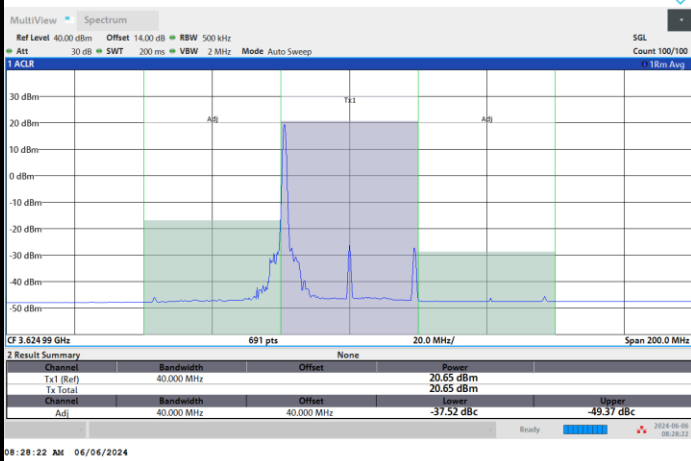 MultiView Spectrum
Ref Level 40.00 dBm Offset 14.00 dB RBW 500 kHz SGL
Att 30 dB SWT 200 ms VBW 2 MHz Mode Auto Sweep Count 100/100
1 ACLR 1Rm Avg
30 dBm
Tx1
20 dBm Adj Adj
10 dBm
0 dBm
-10 dBm
-20 dBm
-30 dBm
-40 dBm
-50 dBm
CF 3.624 99 GHz 691 pts 20.0 MHz/ Span 200.0 MHz
2 Result Summary None
Channel Bandwidth Offset Power
Tx1 (Ref) 40.000 MHz 20.65 dBm
Tx Total 20.65 dBm
Channel Bandwidth Offset Lower Upper
Adj 40.000 MHz 40.000 MHz -37.52 dBc -49.37 dBc
Ready 2024-06-06
08:28:22
08:28:22 AM 06/06/2024